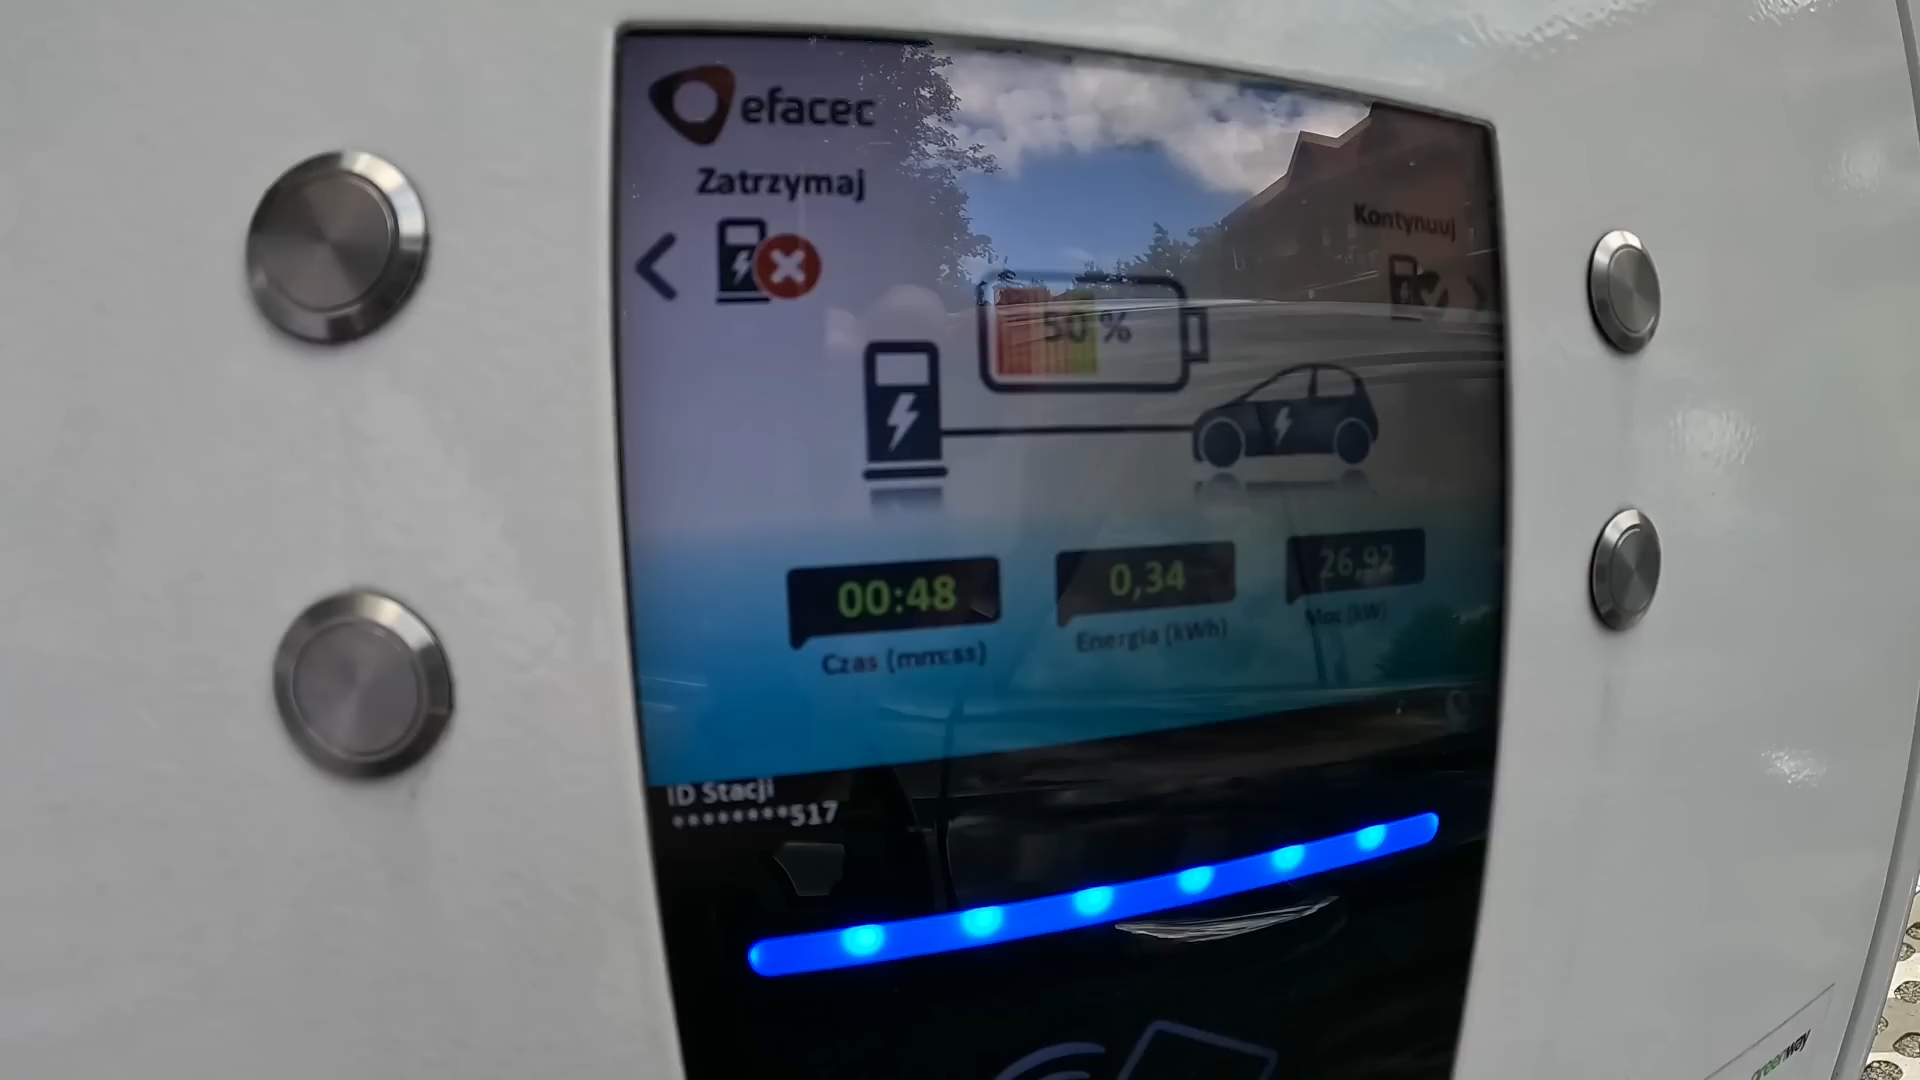 efacec
Zatrzymaj
Kontynuuj
50 %
00:48
0,34
26,92
Czas (mm:ss)
Energia (kWh)
Moc (kW)
ID Stacji
********517
greenway